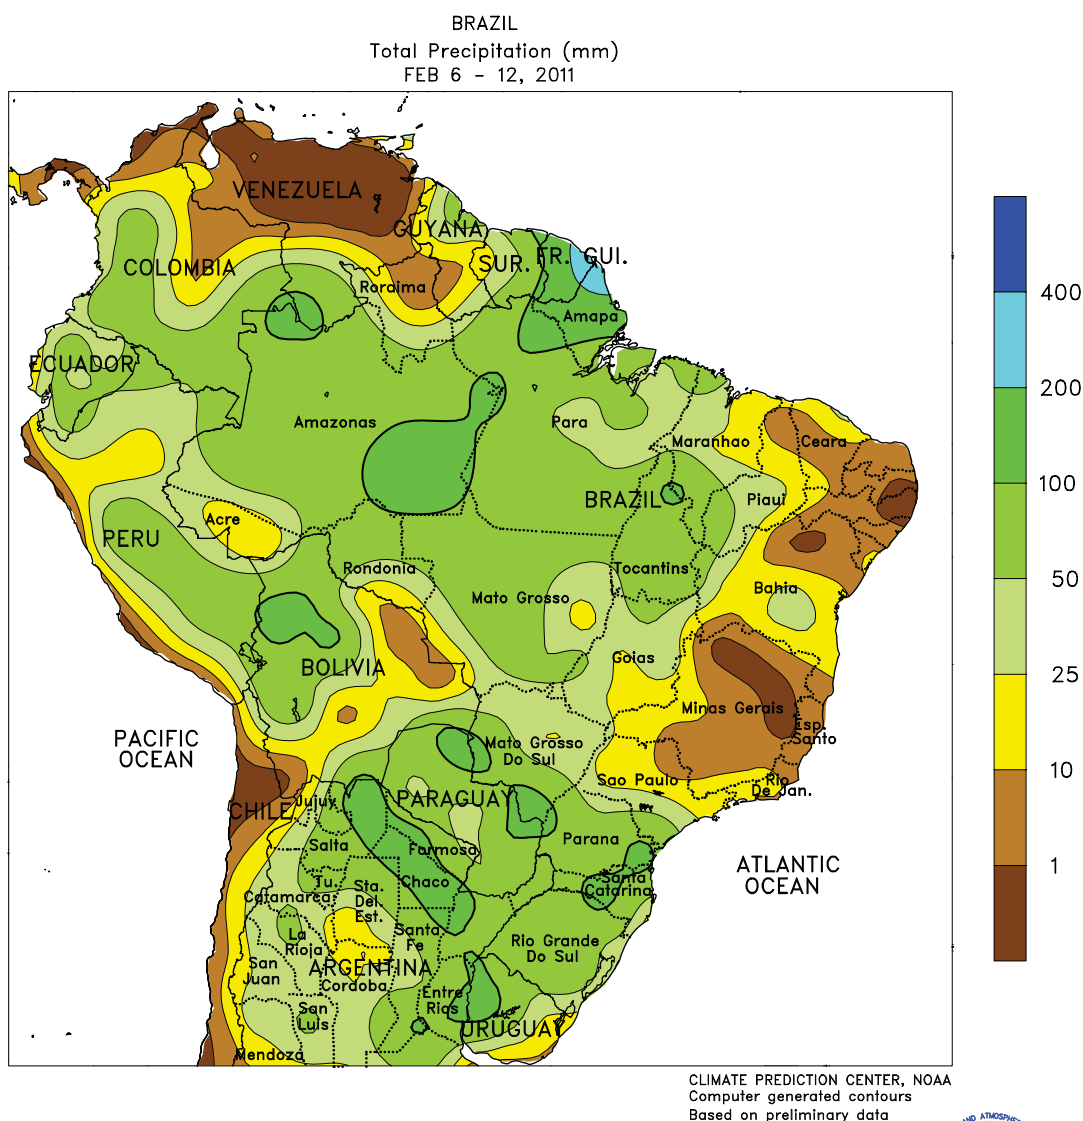 BRAZIL
Total Precipitation (mm)
FEB 6 - 12, 2011
VENEZUELA
GUYANA
SUR.
FR. GUI.
COLOMBIA
Roraima
400
Amapa
ECUADOR
200
Amazonas
Para
Maranhao
Ceara
100
BRAZIL
Piaui
Acre
PERU
Rondonia
Tocantins
50
Mato Grosso
Bahia
BOLIVIA
Goias
25
Minas Gerais
Esp.
Santo
PACIFIC
OCEAN
Mato Grosso
Do Sul
10
Sao Paulo
Rio
De Jan.
CHILE
Jujuy
PARAGUAY
Salta
Formosa
Parana
1
ATLANTIC
OCEAN
Tu.
Chaco
Santa
Catarina
Catamarca
Sta.
Del
Est.
La
Rioja
Santa
Fe
Rio Grande
Do Sul
San
Juan
ARGENTINA
Cordoba
Entre
Rios
San
Luis
URUGUAY
Mendoza
CLIMATE PREDICTION CENTER, NOAA
Computer generated contours
Based on preliminary data
AND ATMOSPHE